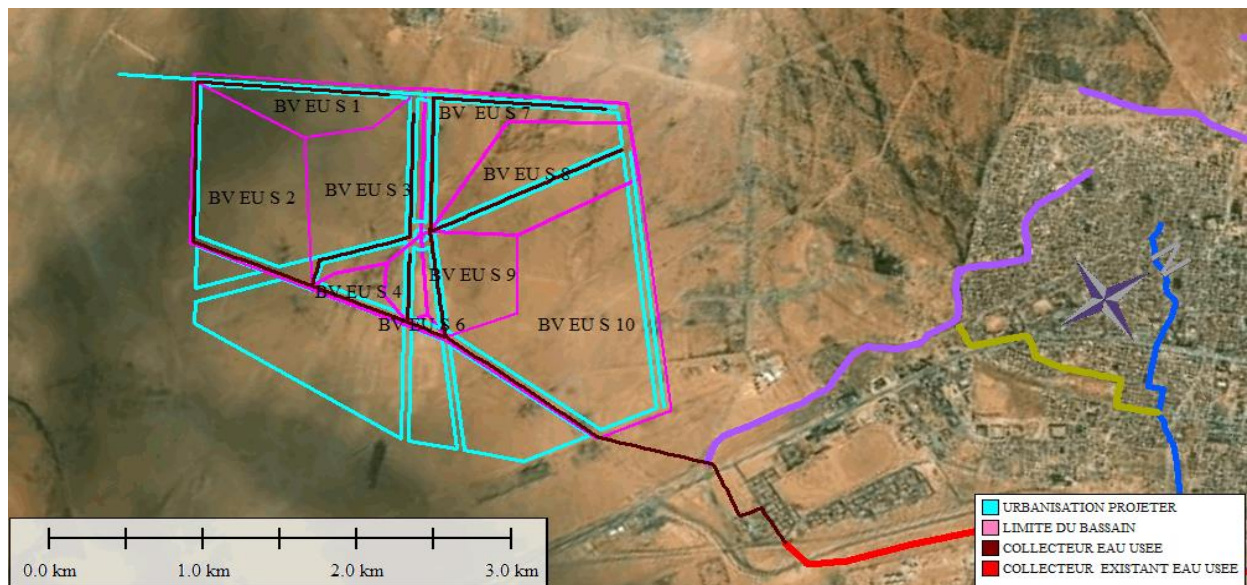 BV EU S 1
BV EU S 7
BV EU S 8
BV EU S 2
BV EU S 3
BV EU S 9
BV EU S 4
BV EU S 6
BV EU S 10
N
URBANISATION PROJETER
LIMITE DU BASSAIN
COLLECTEUR EAU USEE
COLLECTEUR EXISTANT EAU USEE
0.0 km
1.0 km
2.0 km
3.0 km